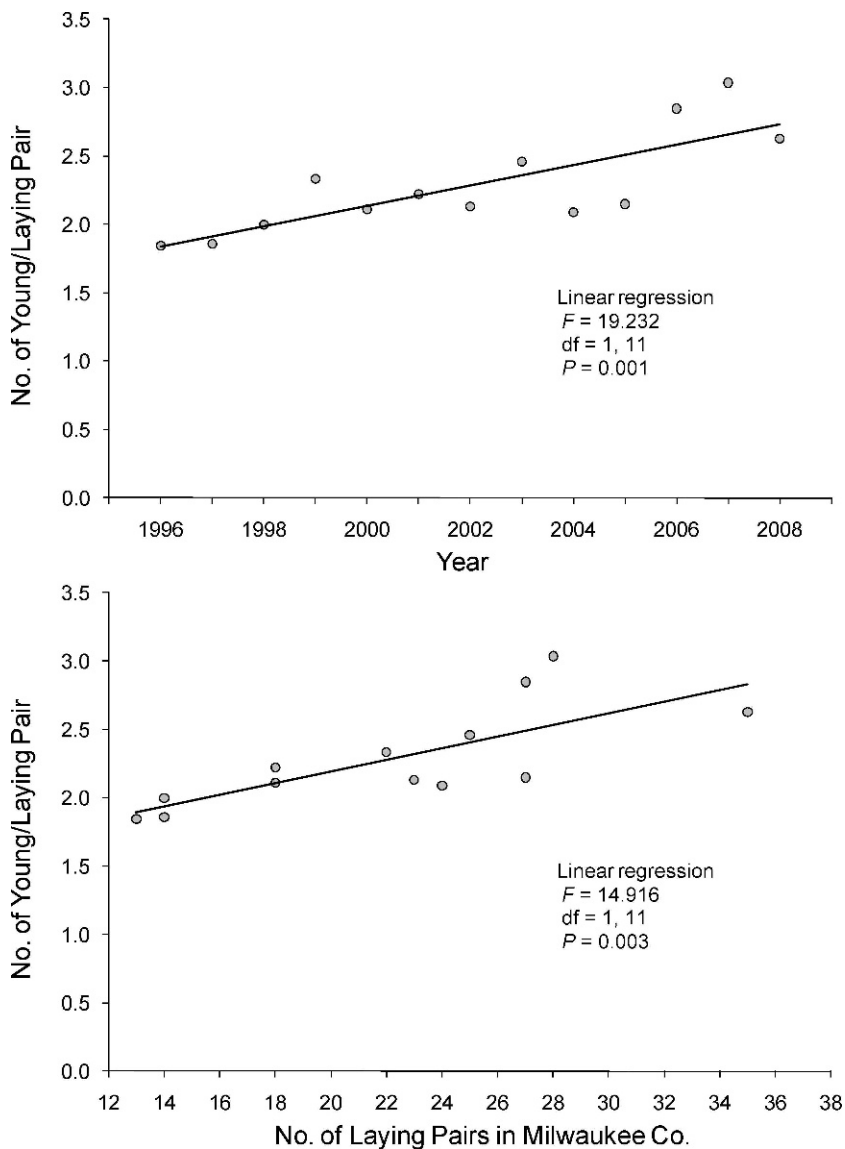 3.5
3.0
2.5
2.0
1.5
1.0
0.5
0.0
No. of Young/Laying Pair
Linear regression
F = 19.232
df = 1, 11
P = 0.001
1996 1998 2000 2002 2004 2006 2008
Year
3.5
3.0
2.5
2.0
1.5
1.0
0.5
0.0
No. of Young/Laying Pair
Linear regression
F = 14.916
df = 1, 11
P = 0.003
12 14 16 18 20 22 24 26 28 30 32 34 36 38
No. of Laying Pairs in Milwaukee Co.